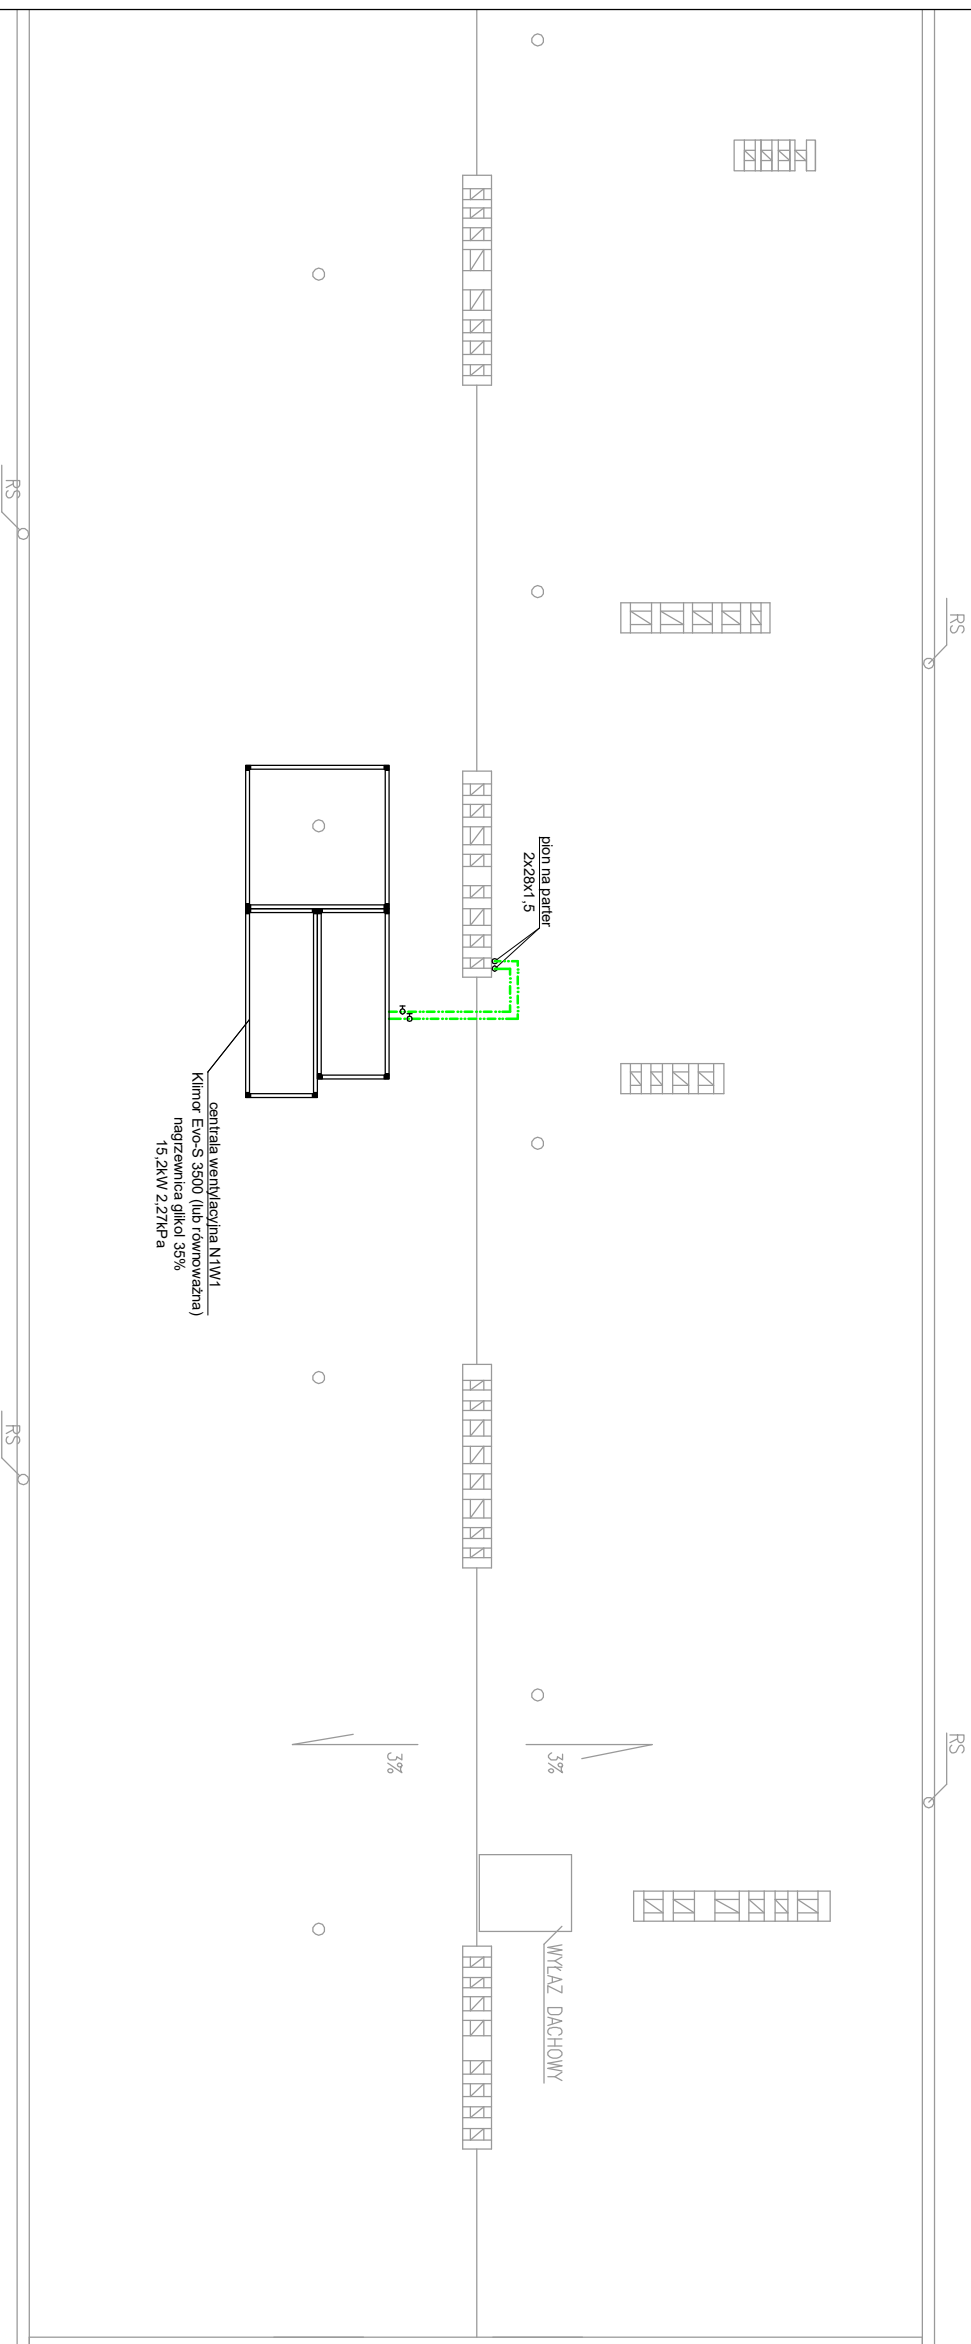 RS
RS
pion na parter
2x28x1,5
centrala wentylacyjna N1W1
Klimor Evo-S 3500 (lub równoważna)
nagrzewnica glikol 35%
15,2kW 2,27kPa
RS
RS
3%
3%
WYŁAZ DACHOWY